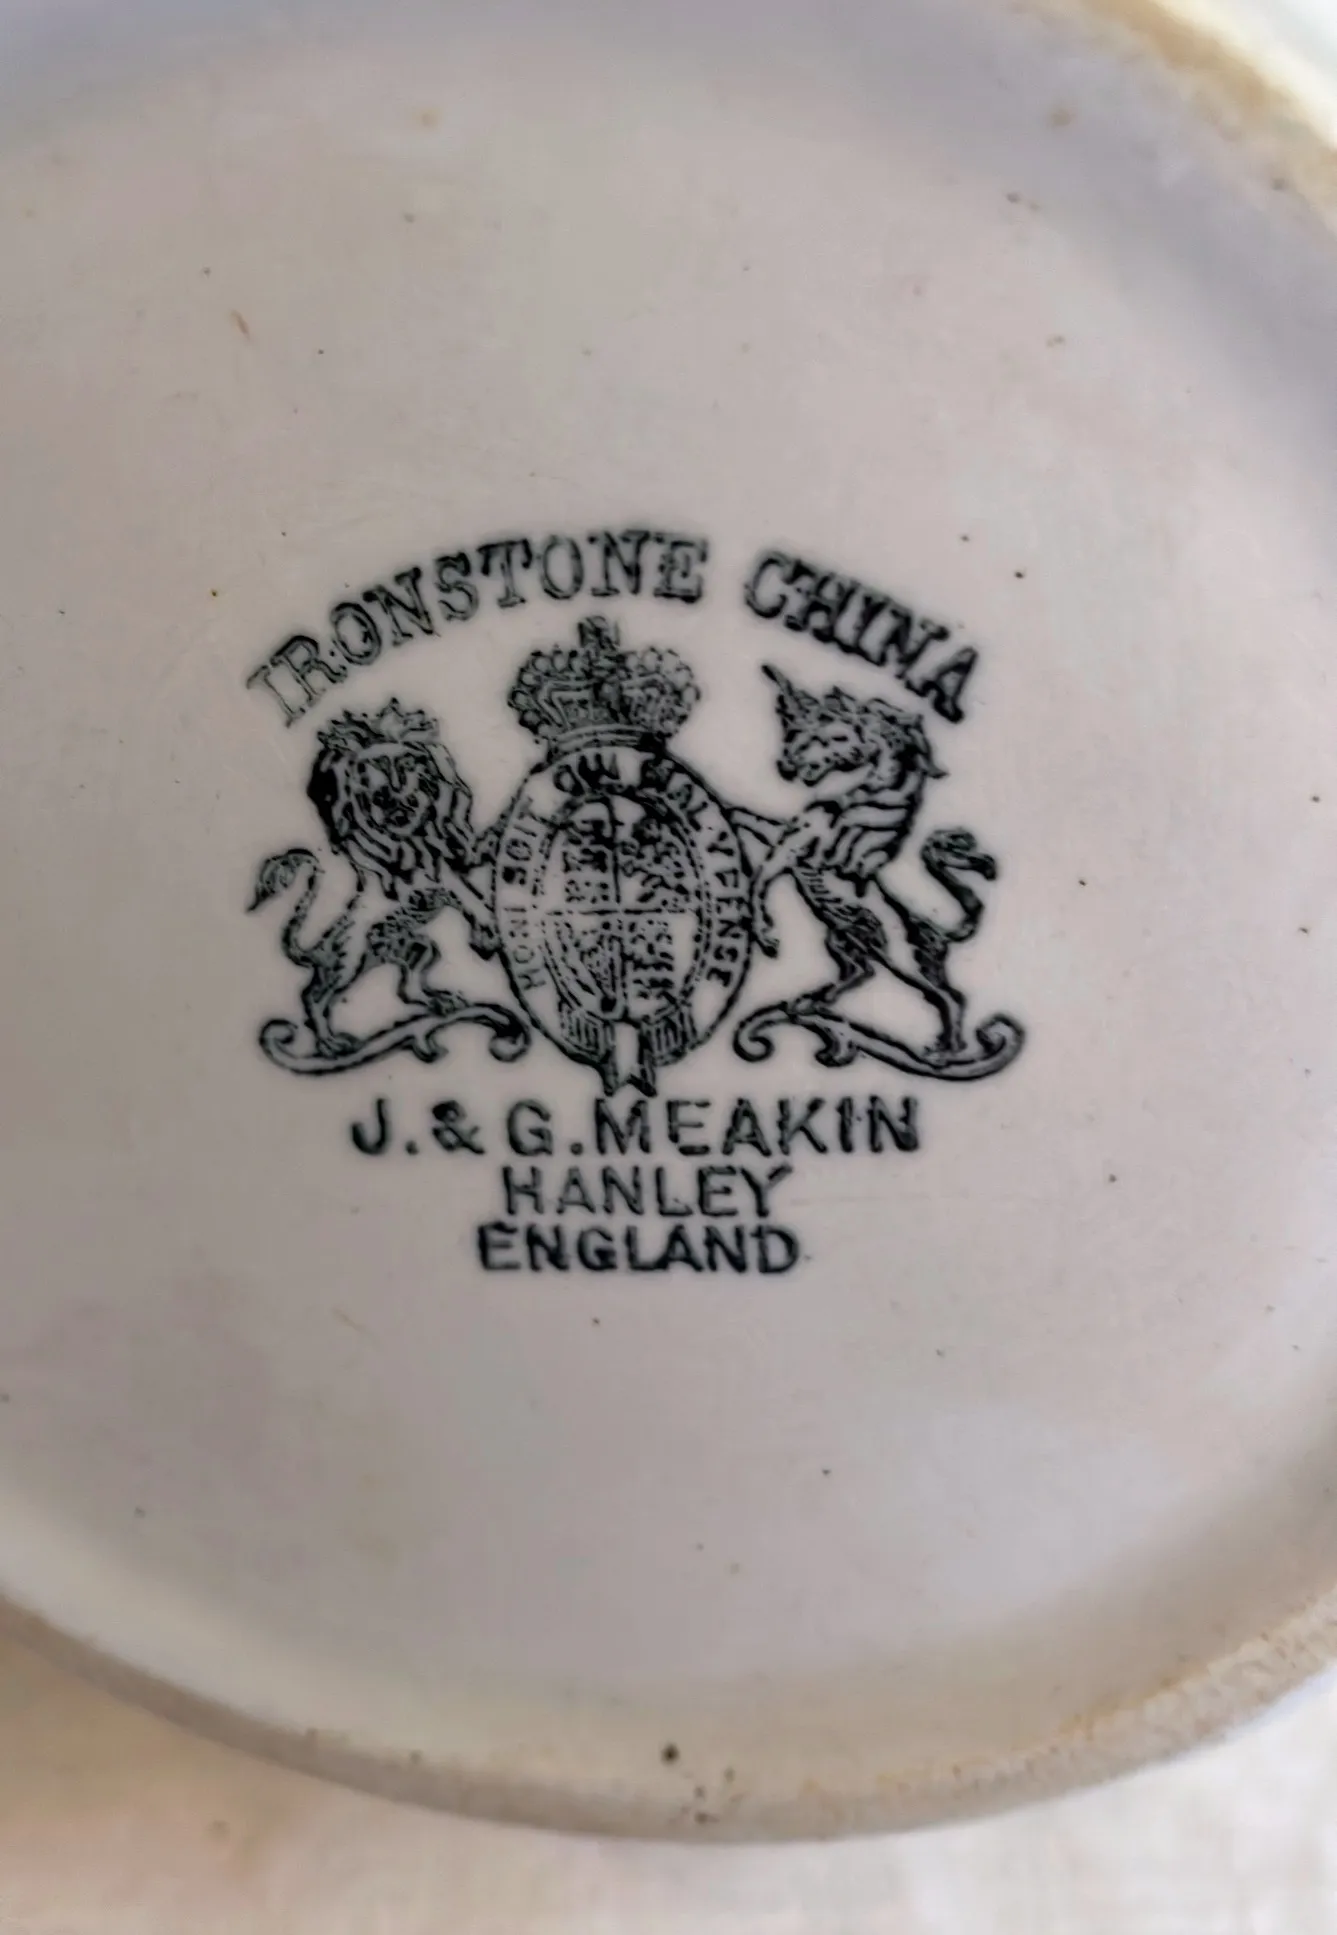 IRONSTONE CHINA
HONI SOIT QUI MAL Y PENSE
J. & G. MEAKIN
HANLEY
ENGLAND